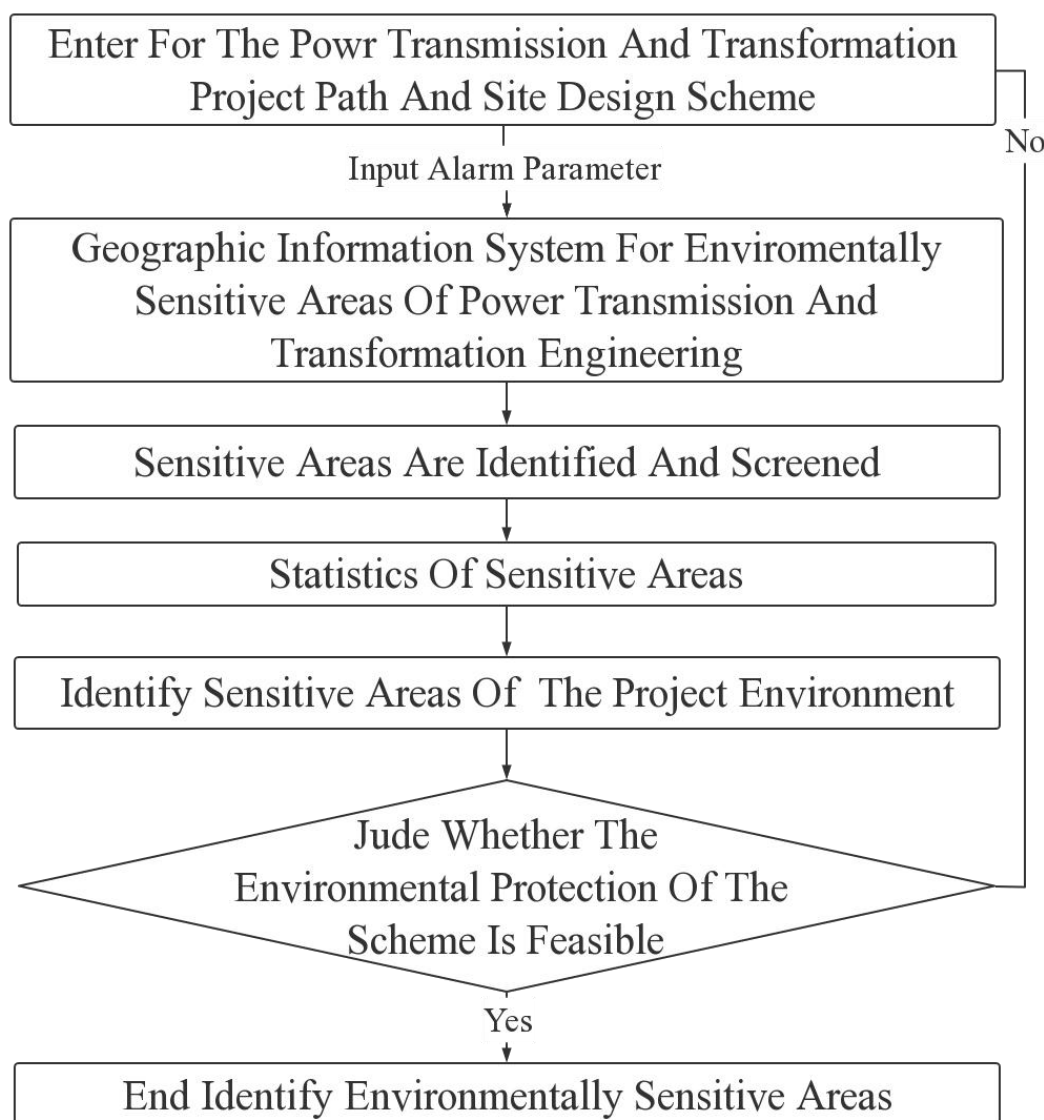 Enter For The Powr Transmission And Transformation
Project Path And Site Design Scheme
No
Input Alarm Parameter
Geographic Information System For Enviromentally
Sensitive Areas Of Power Transmission And
Transformation Engineering
Sensitive Areas Are Identified And Screened
Statistics Of Sensitive Areas
Identify Sensitive Areas Of The Project Environment
Jude Whether The
Environmental Protection Of The
Scheme Is Feasible
Yes
End Identify Environmentally Sensitive Areas